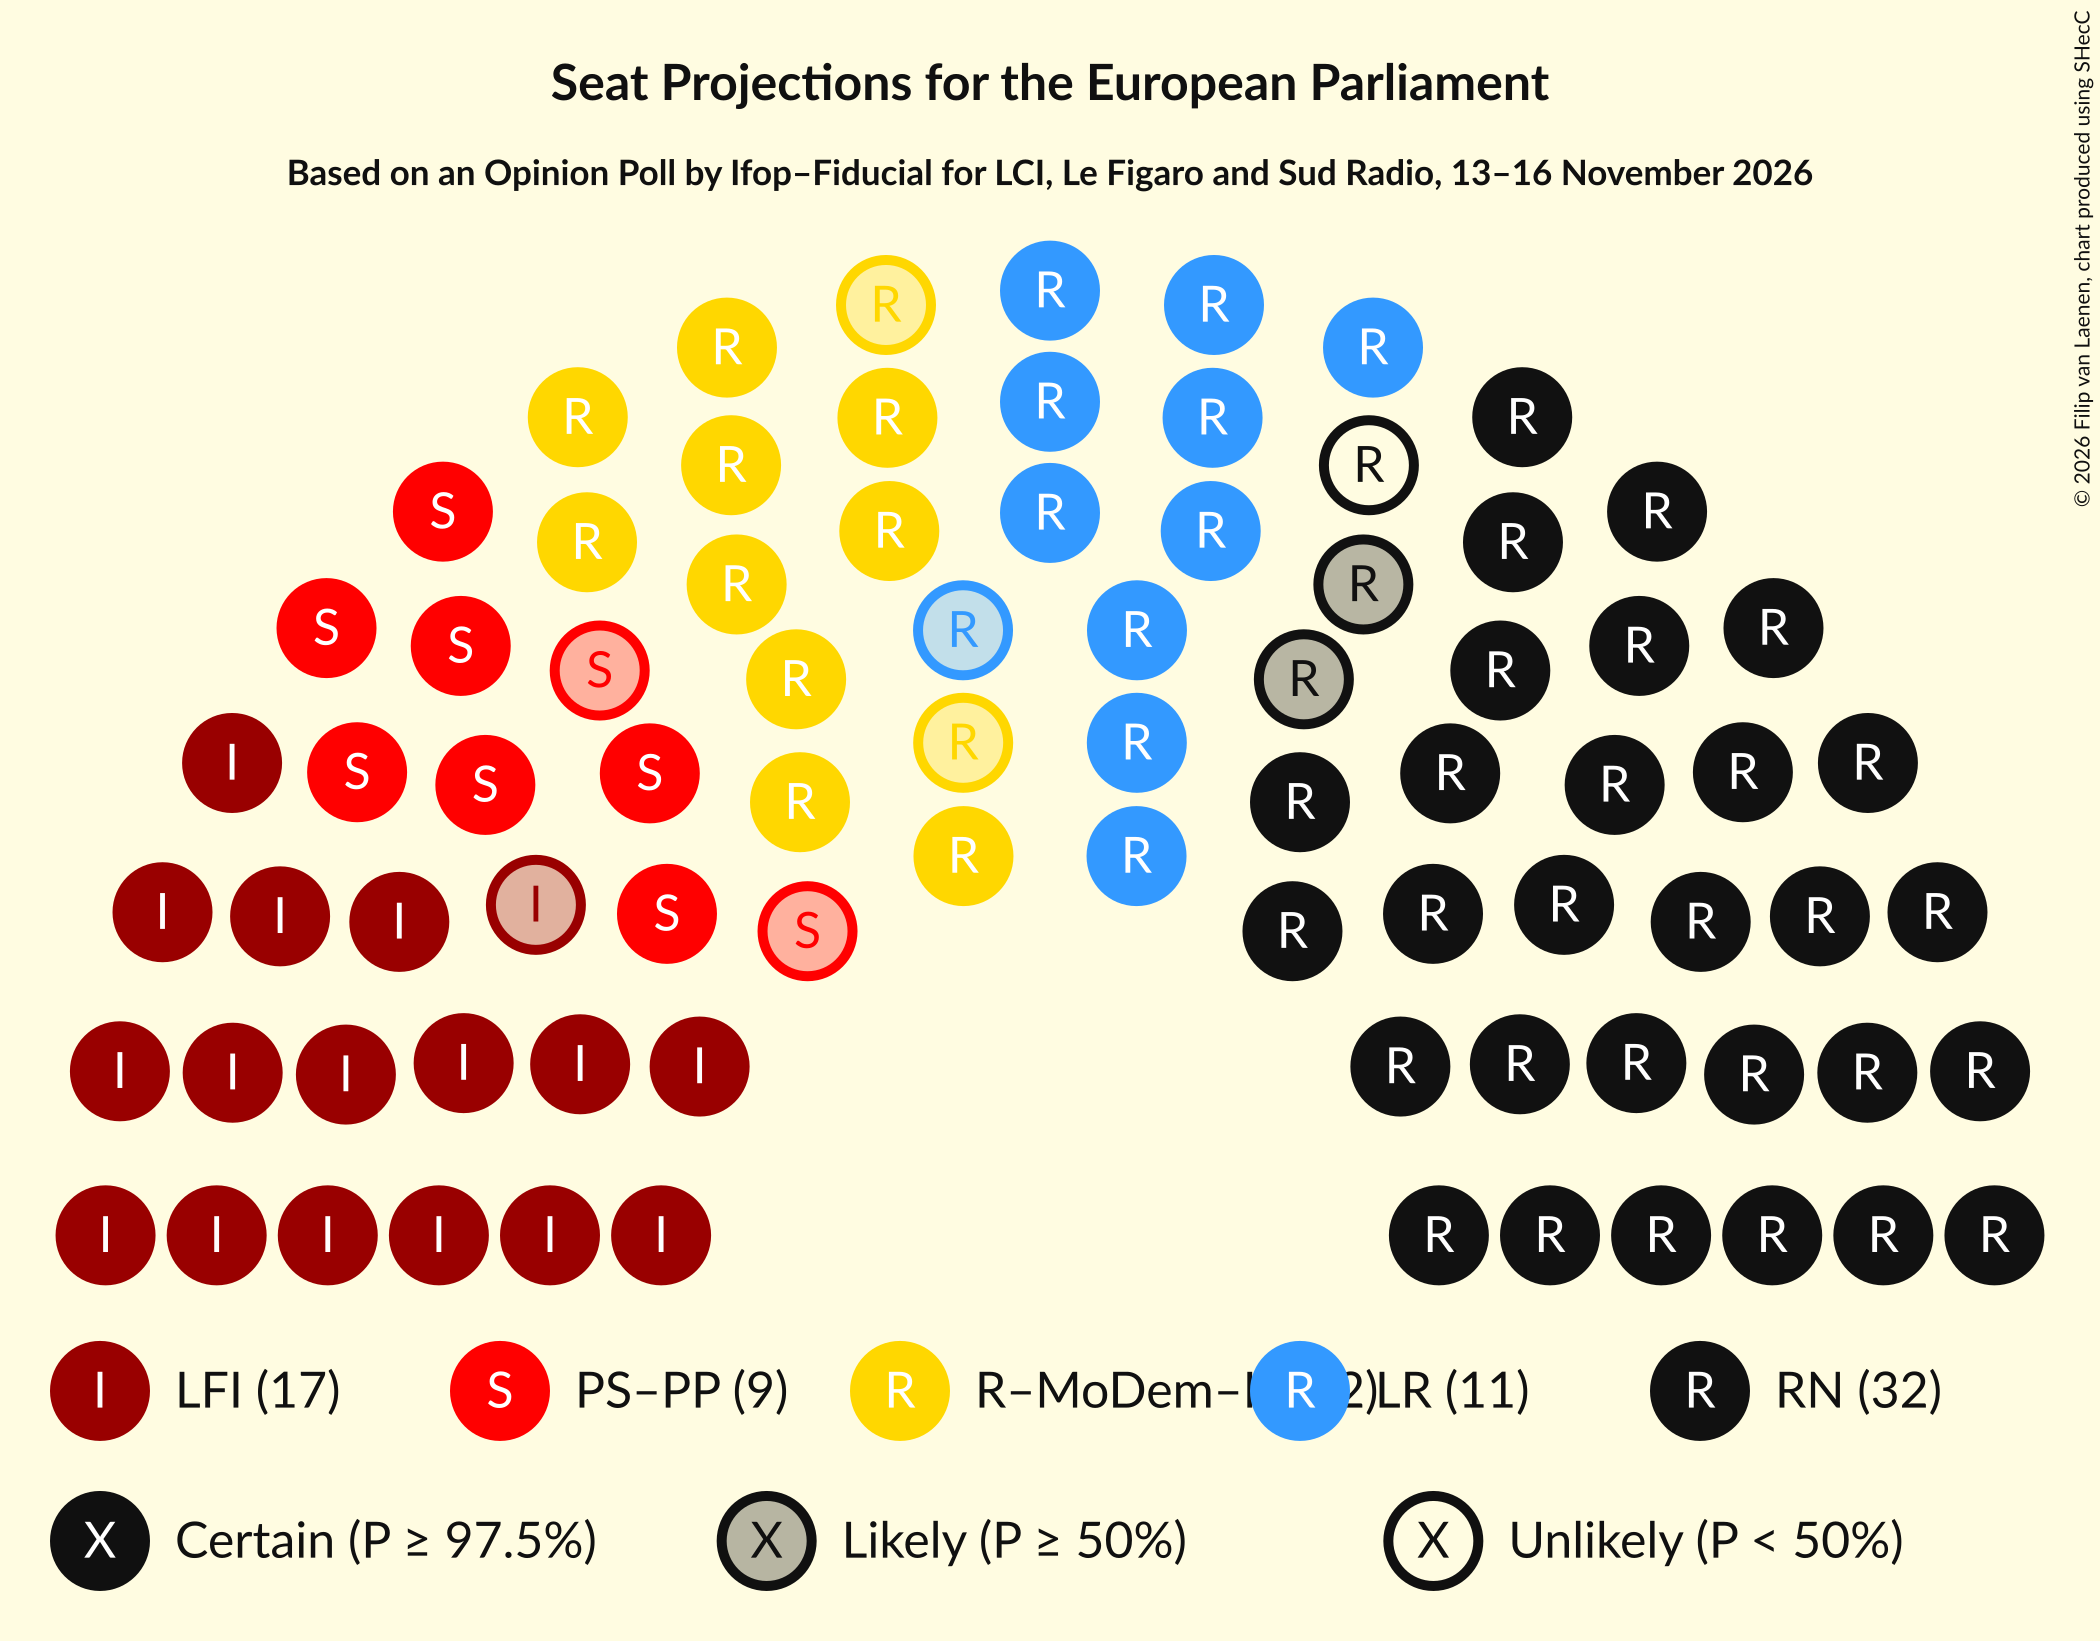 Seat Projections for the European Parliament
Based on an Opinion Poll by Ifop–Fiducial for LCI, Le Figaro and Sud Radio, 13–16 November 2026
© 2026 Filip van Laenen, chart produced using SHecC
R R R
R R
R R R R R
R R
S R R R R R R
R R
S S R R R R
S R R R
I S S S R R R R R R R R
I I I I S S R R R R R R R R
I I I I I I R R R R R R
I I I I I I R R R R R R
I LFI (17) S PS–PP (9) R R–MoDem– 2) R LR (11) R RN (32)
X Certain (P ≥ 97.5%) X Likely (P ≥ 50%) X Unlikely (P < 50%)